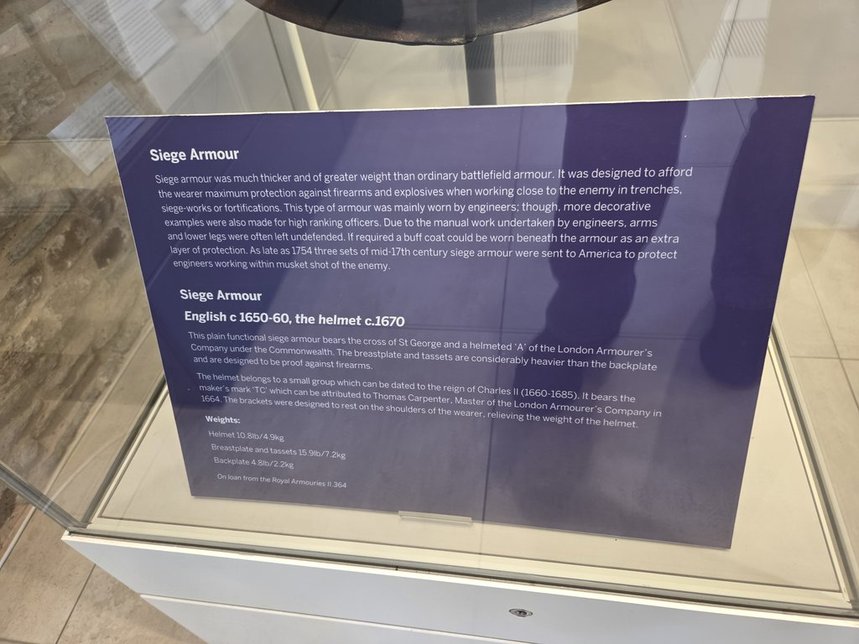 Siege Armour
Siege armour was much thicker and of greater weight than ordinary battlefield armour. It was designed to afford
the wearer maximum protection against firearms and explosives when working close to the enemy in trenches,
siege-works or fortifications. This type of armour was mainly worn by engineers; though, more decorative
examples were also made for high ranking officers. Due to the manual work undertaken by engineers, arms
and lower legs were often left undefended. If required a buff coat could be worn beneath the armour as an extra
layer of protection. As late as 1754 three sets of mid-17th century siege armour were sent to America to protect
engineers working within musket shot of the enemy.
Siege Armour
English c 1650-60, the helmet c.1670
This plain functional siege armour bears the cross of St George and a helmeted 'A' of the London Armourer's
Company under the Commonwealth. The breastplate and tassets are considerably heavier than the backplate
and are designed to be proof against firearms.
The helmet belongs to a small group which can be dated to the reign of Charles II (1660-1685). It bears the
maker's mark 'TC' which can be attributed to Thomas Carpenter, Master of the London Armourer's Company in
1664. The brackets were designed to rest on the shoulders of the wearer, relieving the weight of the helmet.
Weights:
Helmet 10.8lb/4.9kg
Breastplate and tassets 15.9lb/7.2kg
Backplate 4.8lb/2.2kg
On loan from the Royal Armouries II.364